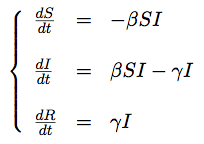 dS/dt = −βSI
dI/dt = βSI − γI
dR/dt = γI